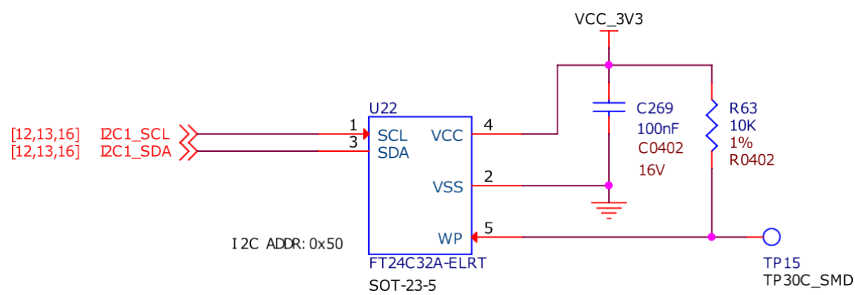 VCC_3V3
U22
C269
100nF
C0402
16V
R63
10K
1%
R0402
[12,13,16] I2C1_SCL
[12,13,16] I2C1_SDA
1
3
SCL
SDA
VCC
4
VSS
2
WP
5
I2C ADDR: 0x50
FT24C32A-ELRT
SOT-23-5
TP15
TP30C_SMD